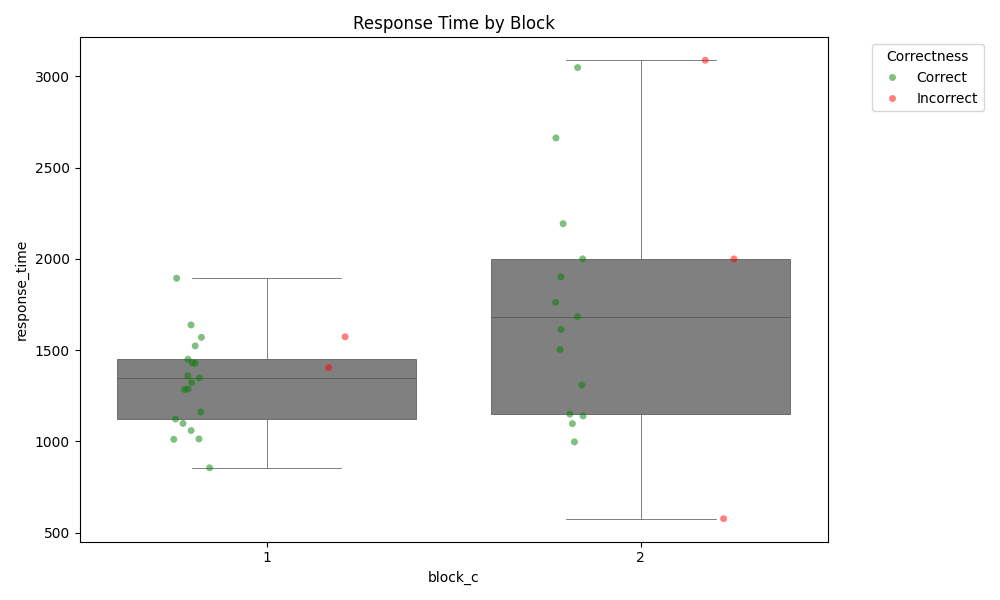 Response Time by Block
Correctness
Correct
Incorrect
response_time
3000
2500
2000
1500
1000
500
1
2
block_c